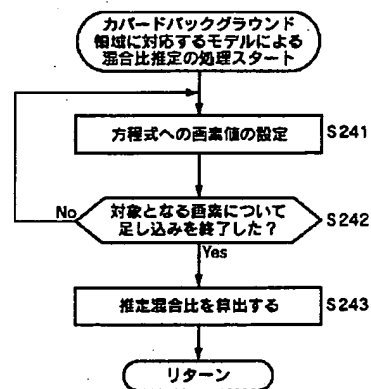 カバードバックグラウンド
領域に対応するモデルによる
混合比推定の処理スタート
方程式への画素値の設定
S241
対象となる画素について
足し込みを終了した？
S242
No
Yes
推定混合比を算出する
S243
リターン